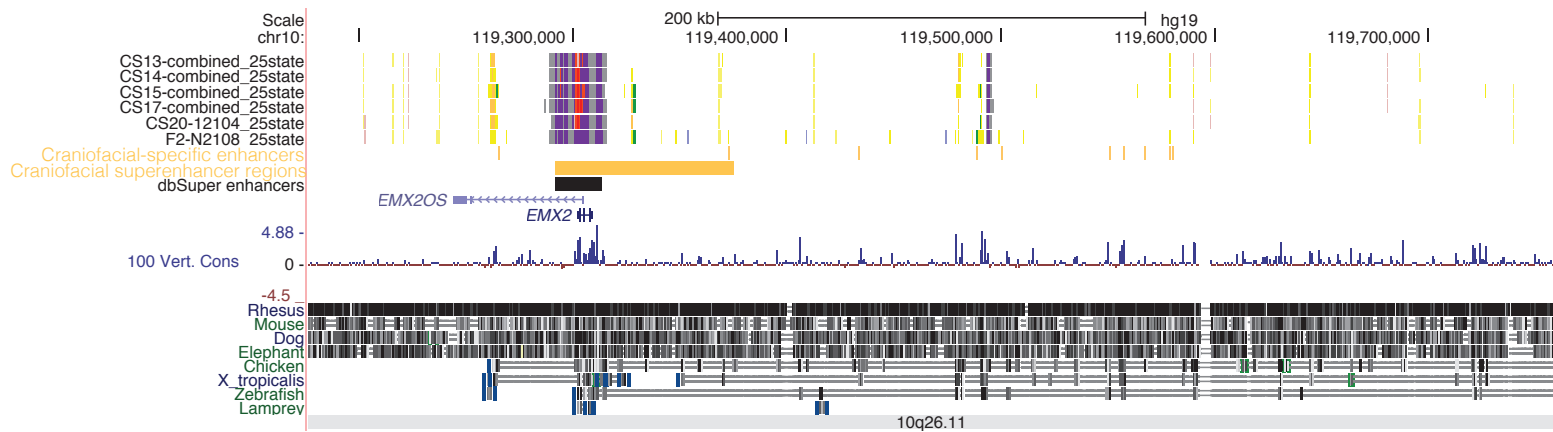 Scale 200 kb hg19
chr10: 119,300,000 119,400,000 119,500,000 119,600,000 119,700,000
CS13-combined_25state
CS14-combined_25state
CS15-combined_25state
CS17-combined_25state
CS20-12104_25state
F2-N2108_25state
Craniofacial-specific enhancers
Craniofacial superenhancer regions
dbSuper enhancers
EMX2OS
EMX2
4.88 -
100 Vert. Cons
0 -
-4.5 _
Rhesus
Mouse
Dog
Elephant
Chicken
X_tropicalis
Zebrafish
Lamprey
10q26.11